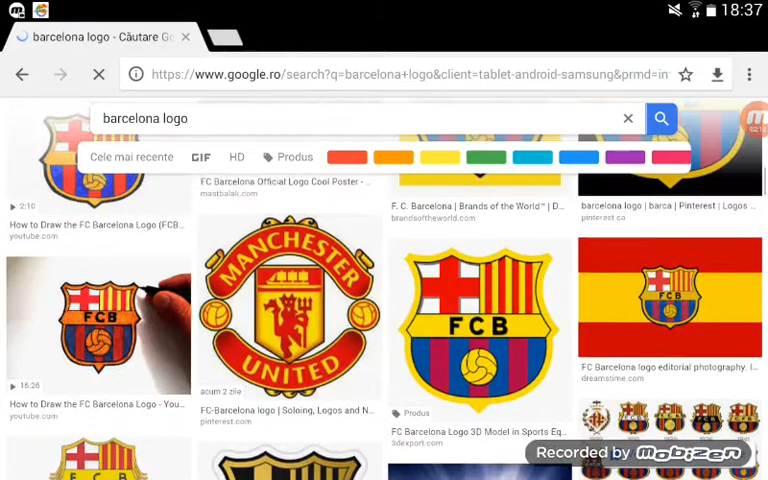 18:37
barcelona logo - Căutare Go
https://www.google.ro/search?q=barcelona+logo&client=tablet-android-samsung&prmd=in
barcelona logo
02:13
Cele mai recente GIF HD Produs
2:10
How to Draw the FC Barcelona Logo (FCB...
youtube.com
FC Barcelona Official Logo Cool Poster - ...
mastbalak.com
F. C. Barcelona | Brands of the World™ | D...
brandsoftheworld.com
barcelona logo | barca | Pinterest | Logos ...
pinterest.ca
FCB
16:26
How to Draw the FC Barcelona Logo - You...
youtube.com
MANCHESTER
UNITED
acum 2 zile
FC-Barcelona logo | Soloing, Logos and N...
pinterest.com
FCB
Produs
FC Barcelona Logo 3D Model in Sports Eq...
3dexport.com
FCB
FC Barcelona logo editorial photography. I...
dreamstime.com
Recorded by mobizen